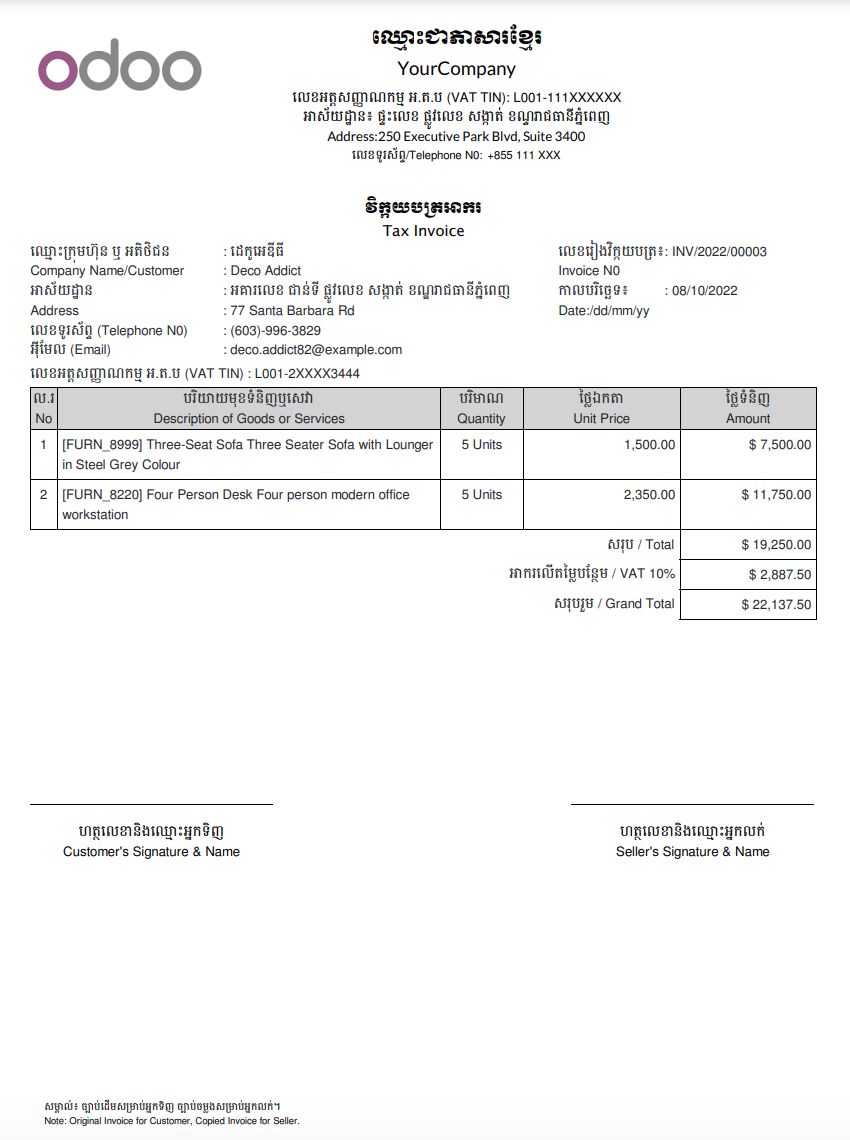 odoo
ឈ្មោះជាភាសារខ្មែរ
YourCompany
លេខអត្តសញ្ញាណកម្ម អ.ត.ប (VAT TIN): L001-111XXXXXX
អាស័យដ្ឋាន៖ ផ្ទះលេខ ផ្លូវលេខ សង្កាត់ ខណ្ឌរាជធានីភ្នំពេញ
Address:250 Executive Park Blvd, Suite 3400
លេខទូរស័ព្ទ/Telephone N0: +855 111 XXX
វិក្កយបត្រអាករ
Tax Invoice
ឈ្មោះក្រុមហ៊ុន ឬ អតិថិជន : ដេកូអេឌីធី លេខរៀងវិក្កយបត្រ៖: INV/2022/00003
Company Name/Customer : Deco Addict Invoice N0
អាស័យដ្ឋាន : អគារលេខ ជាន់ទី ផ្លូវលេខ សង្កាត់ ខណ្ឌរាជធានីភ្នំពេញ កាលបរិច្ឆេទ៖ : 08/10/2022
Address : 77 Santa Barbara Rd Date:/dd/mm/yy
លេខទូរស័ព្ទ (Telephone N0) : (603)-996-3829
អ៊ីមែល (Email) : deco.addict82@example.com
លេខអត្តសញ្ញាណកម្ម អ.ត.ប (VAT TIN) : L001-2XXXX3444
ល.រ បរិយាយមុខទំនិញឬសេវា បរិមាណ ថ្លៃឯកតា ថ្លៃទំនិញ
No Description of Goods or Services Quantity Unit Price Amount
1 [FURN_8999] Three-Seat Sofa Three Seater Sofa with Lounger 5 Units 1,500.00 $ 7,500.00
in Steel Grey Colour
2 [FURN_8220] Four Person Desk Four person modern office 5 Units 2,350.00 $ 11,750.00
workstation
សរុប / Total $ 19,250.00
អាករលើតម្លៃបន្ថែម / VAT 10% $ 2,887.50
សរុបរួម / Grand Total $ 22,137.50
ហត្ថលេខានិងឈ្មោះអ្នកទិញ ហត្ថលេខានិងឈ្មោះអ្នកលក់
Customer's Signature & Name Seller's Signature & Name
សម្គាល់៖ ច្បាប់ដើមសម្រាប់អ្នកទិញ ច្បាប់ចម្លងសម្រាប់អ្នកលក់។
Note: Original Invoice for Customer, Copied Invoice for Seller.